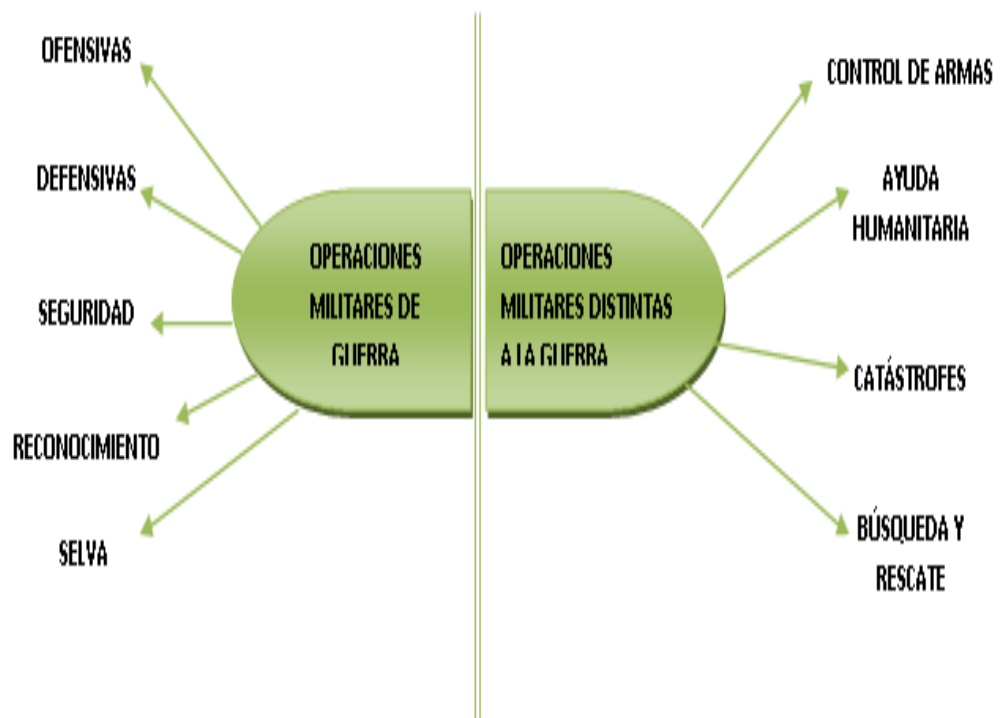 OFENSIVAS
DEFENSIVAS
SEGURIDAD
RECONOCIMIENTO
SELVA
OPERACIONES
MILITARES DE
GUERRA
OPERACIONES
MILITARES DISTINTAS
A LA GUERRA
CONTROL DE ARMAS
AYUDA
HUMANITARIA
CATÁSTROFES
BÚSQUEDA Y
RESCATE